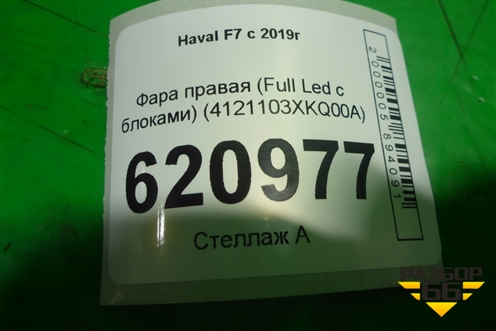 Haval F7 с 2019г
Фара правая (Full Led с
блоками) (4121103XKQ00A)
620977
Стеллаж А
2000005894091
РАЗБОР
66